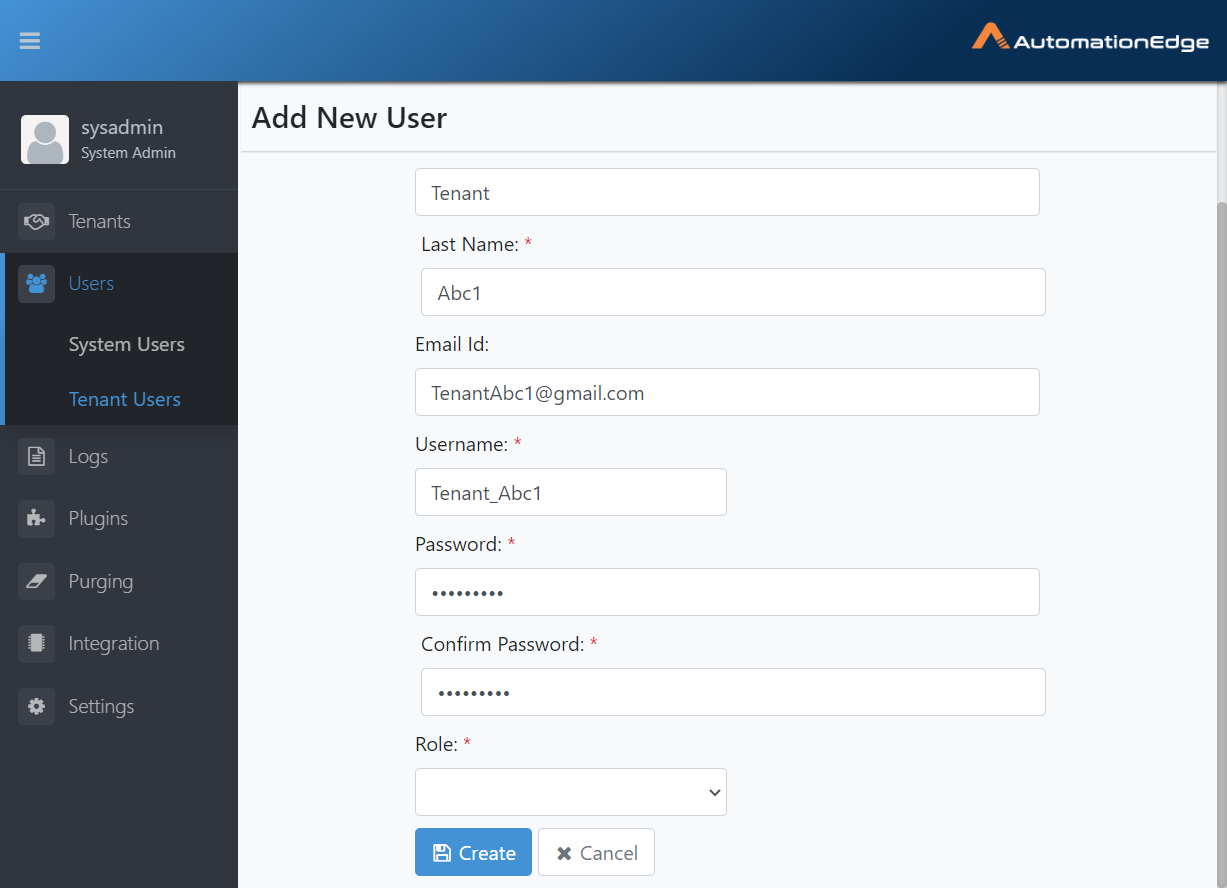 AutomationEdge
sysadmin
System Admin
Tenants
Users
System Users
Tenant Users
Logs
Plugins
Purging
Integration
Settings
Add New User
Tenant
Last Name: *
Abc1
Email Id:
TenantAbc1@gmail.com
Username: *
Tenant_Abc1
Password: *
•••••••••
Confirm Password: *
•••••••••
Role: *
Create
Cancel